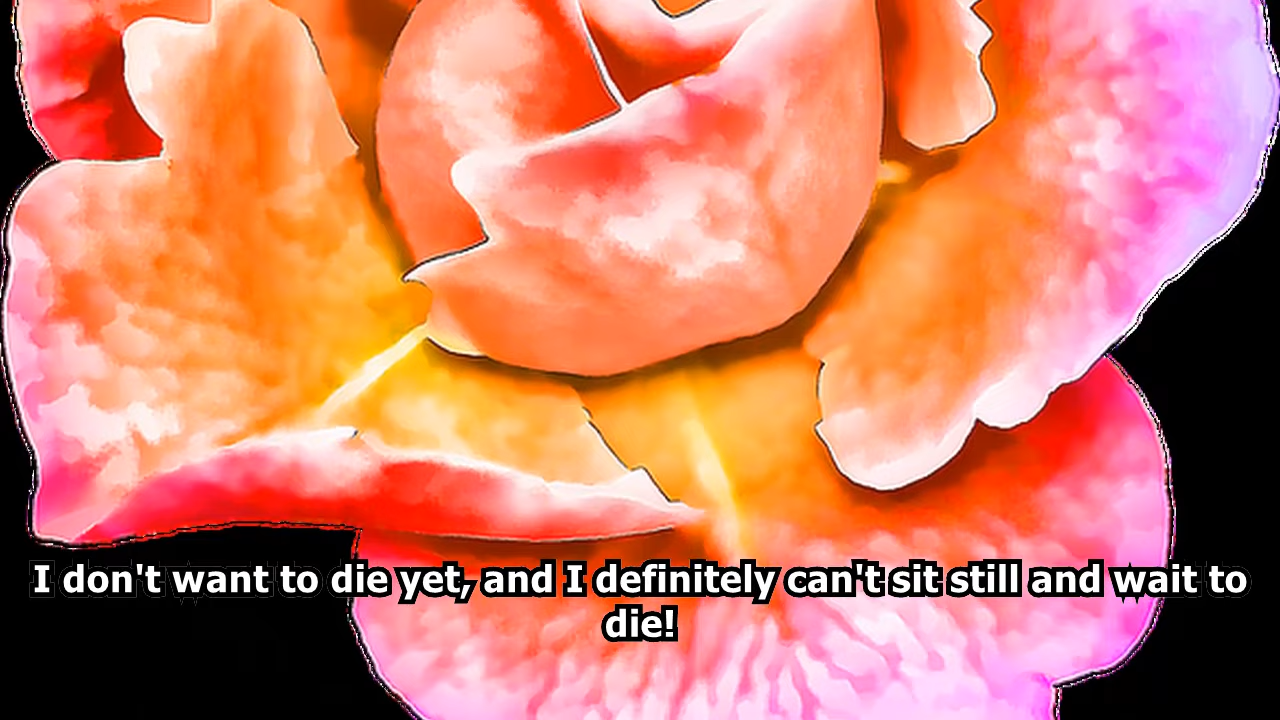 I don't want to die yet, and I definitely can't sit still and wait to
die!